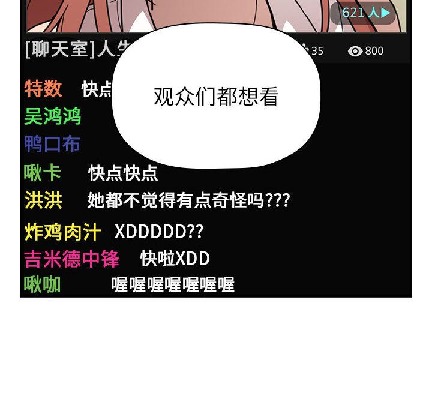 621 人▶
[聊天室]人生
35 800
观众们都想看
特数 快点
吴鸿鸿
鸭口布
啾卡 快点快点
洪洪 她都不觉得有点奇怪吗???
炸鸡肉汁 XDDDDD??
吉米德中锋 快啦XDD
啾咖 喔喔喔喔喔喔喔